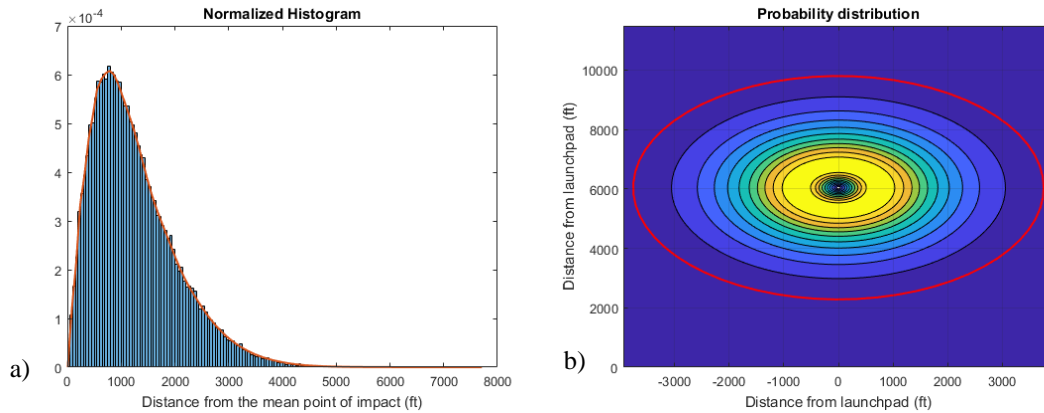 Normalized Histogram
×10-4
7
6
5
4
3
2
1
0
0 1000 2000 3000 4000 5000 6000 7000 8000
Distance from the mean point of impact (ft)
a)
Probability distribution
Distance from launchpad (ft)
10000
8000
6000
4000
2000
0
-3000 -2000 -1000 0 1000 2000 3000
Distance from launchpad (ft)
b)